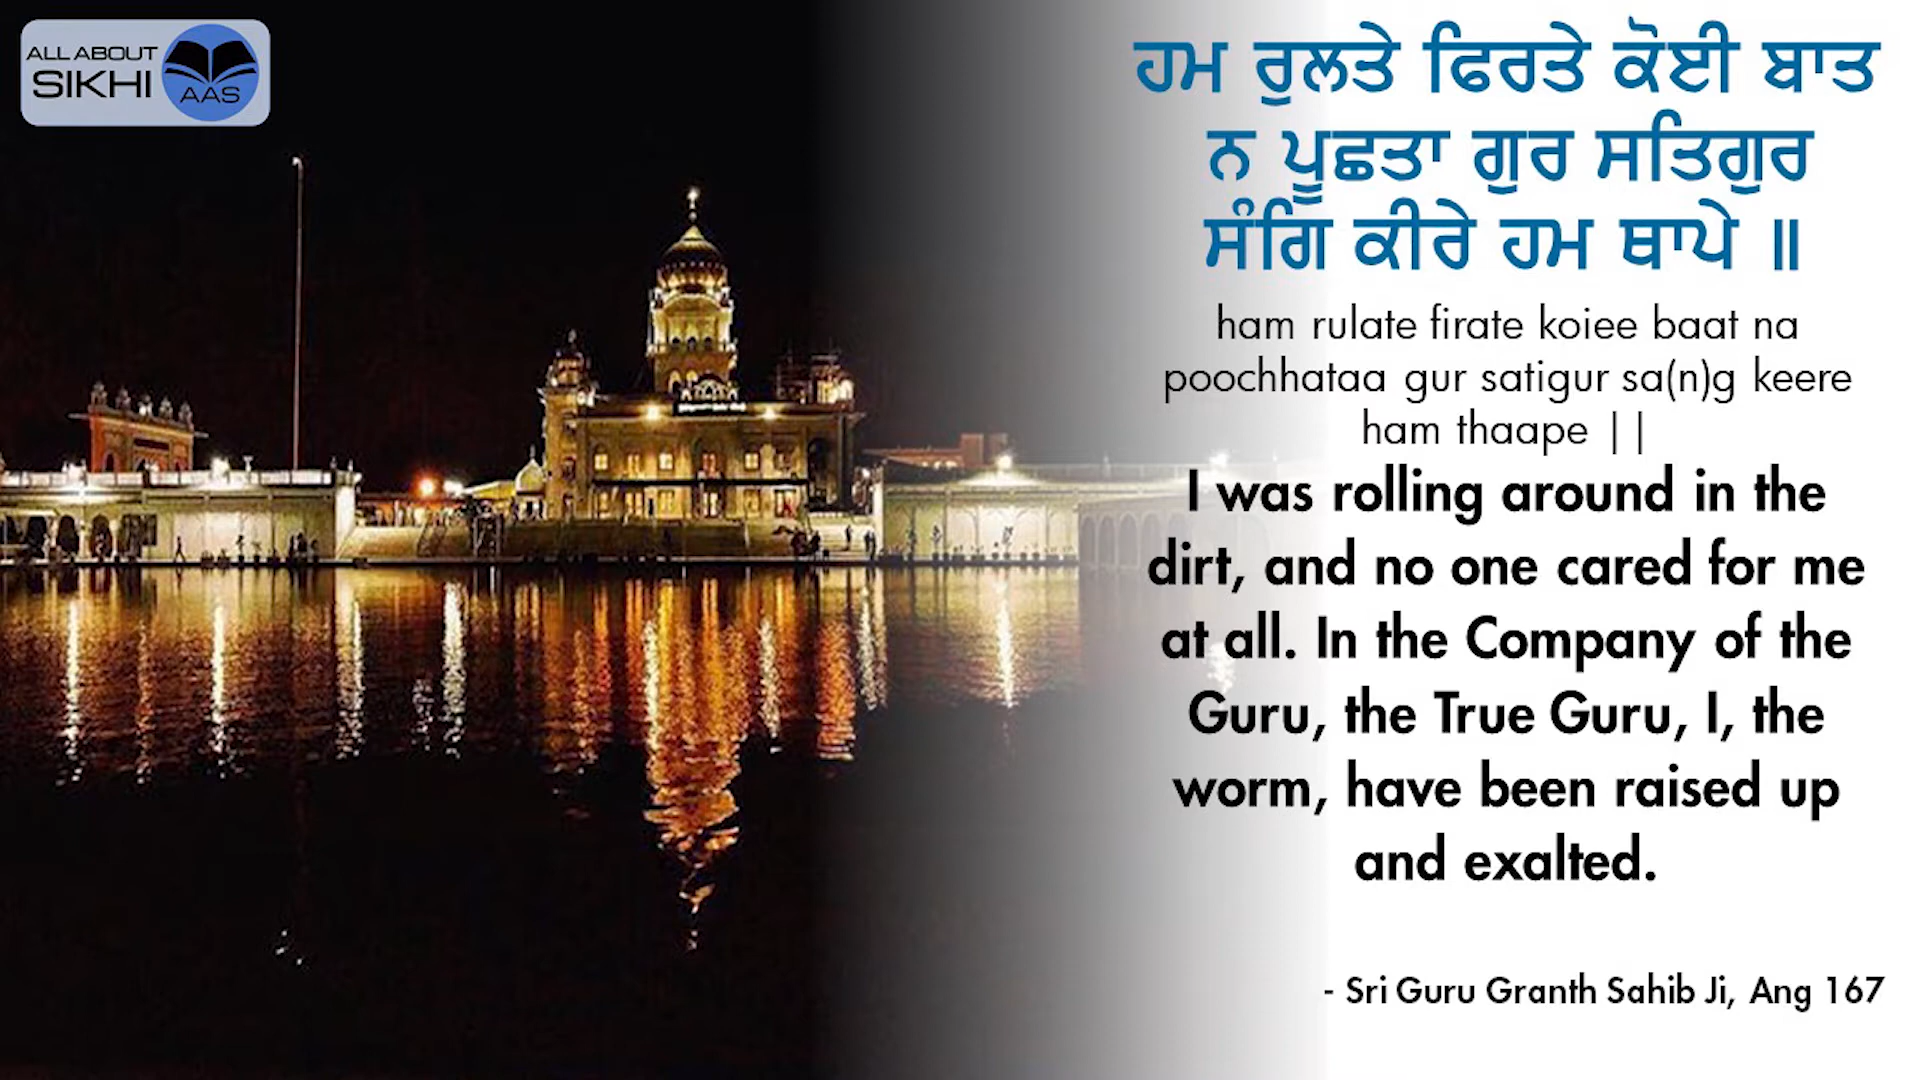 ALL ABOUT
SIKHI
AAS
ਹਮ ਰੁਲਤੇ ਫਿਰਤੇ ਕੋਈ ਬਾਤ
ਨ ਪੂਛਤਾ ਗੁਰ ਸਤਿਗੁਰ
ਸੰਗਿ ਕੀਰੇ ਹਮ ਥਾਪੇ ॥
ham rulate firate koiee baat na
poochhataa gur satigur sa(n)g keere
ham thaape ||
I was rolling around in the
dirt, and no one cared for me
at all. In the Company of the
Guru, the True Guru, I, the
worm, have been raised up
and exalted.
- Sri Guru Granth Sahib Ji, Ang 167